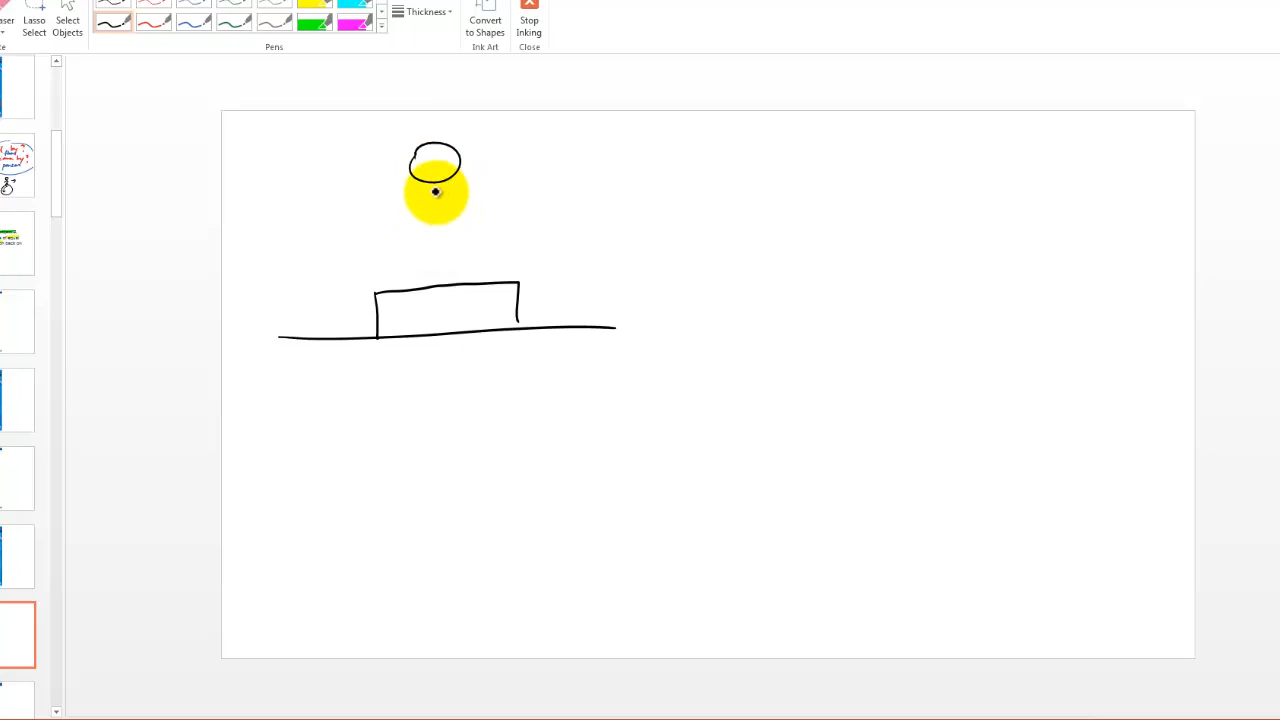 Lasso
Select
Select
Objects
Pens
Thickness
Convert
to Shapes
Ink Art
Stop
Inking
Close